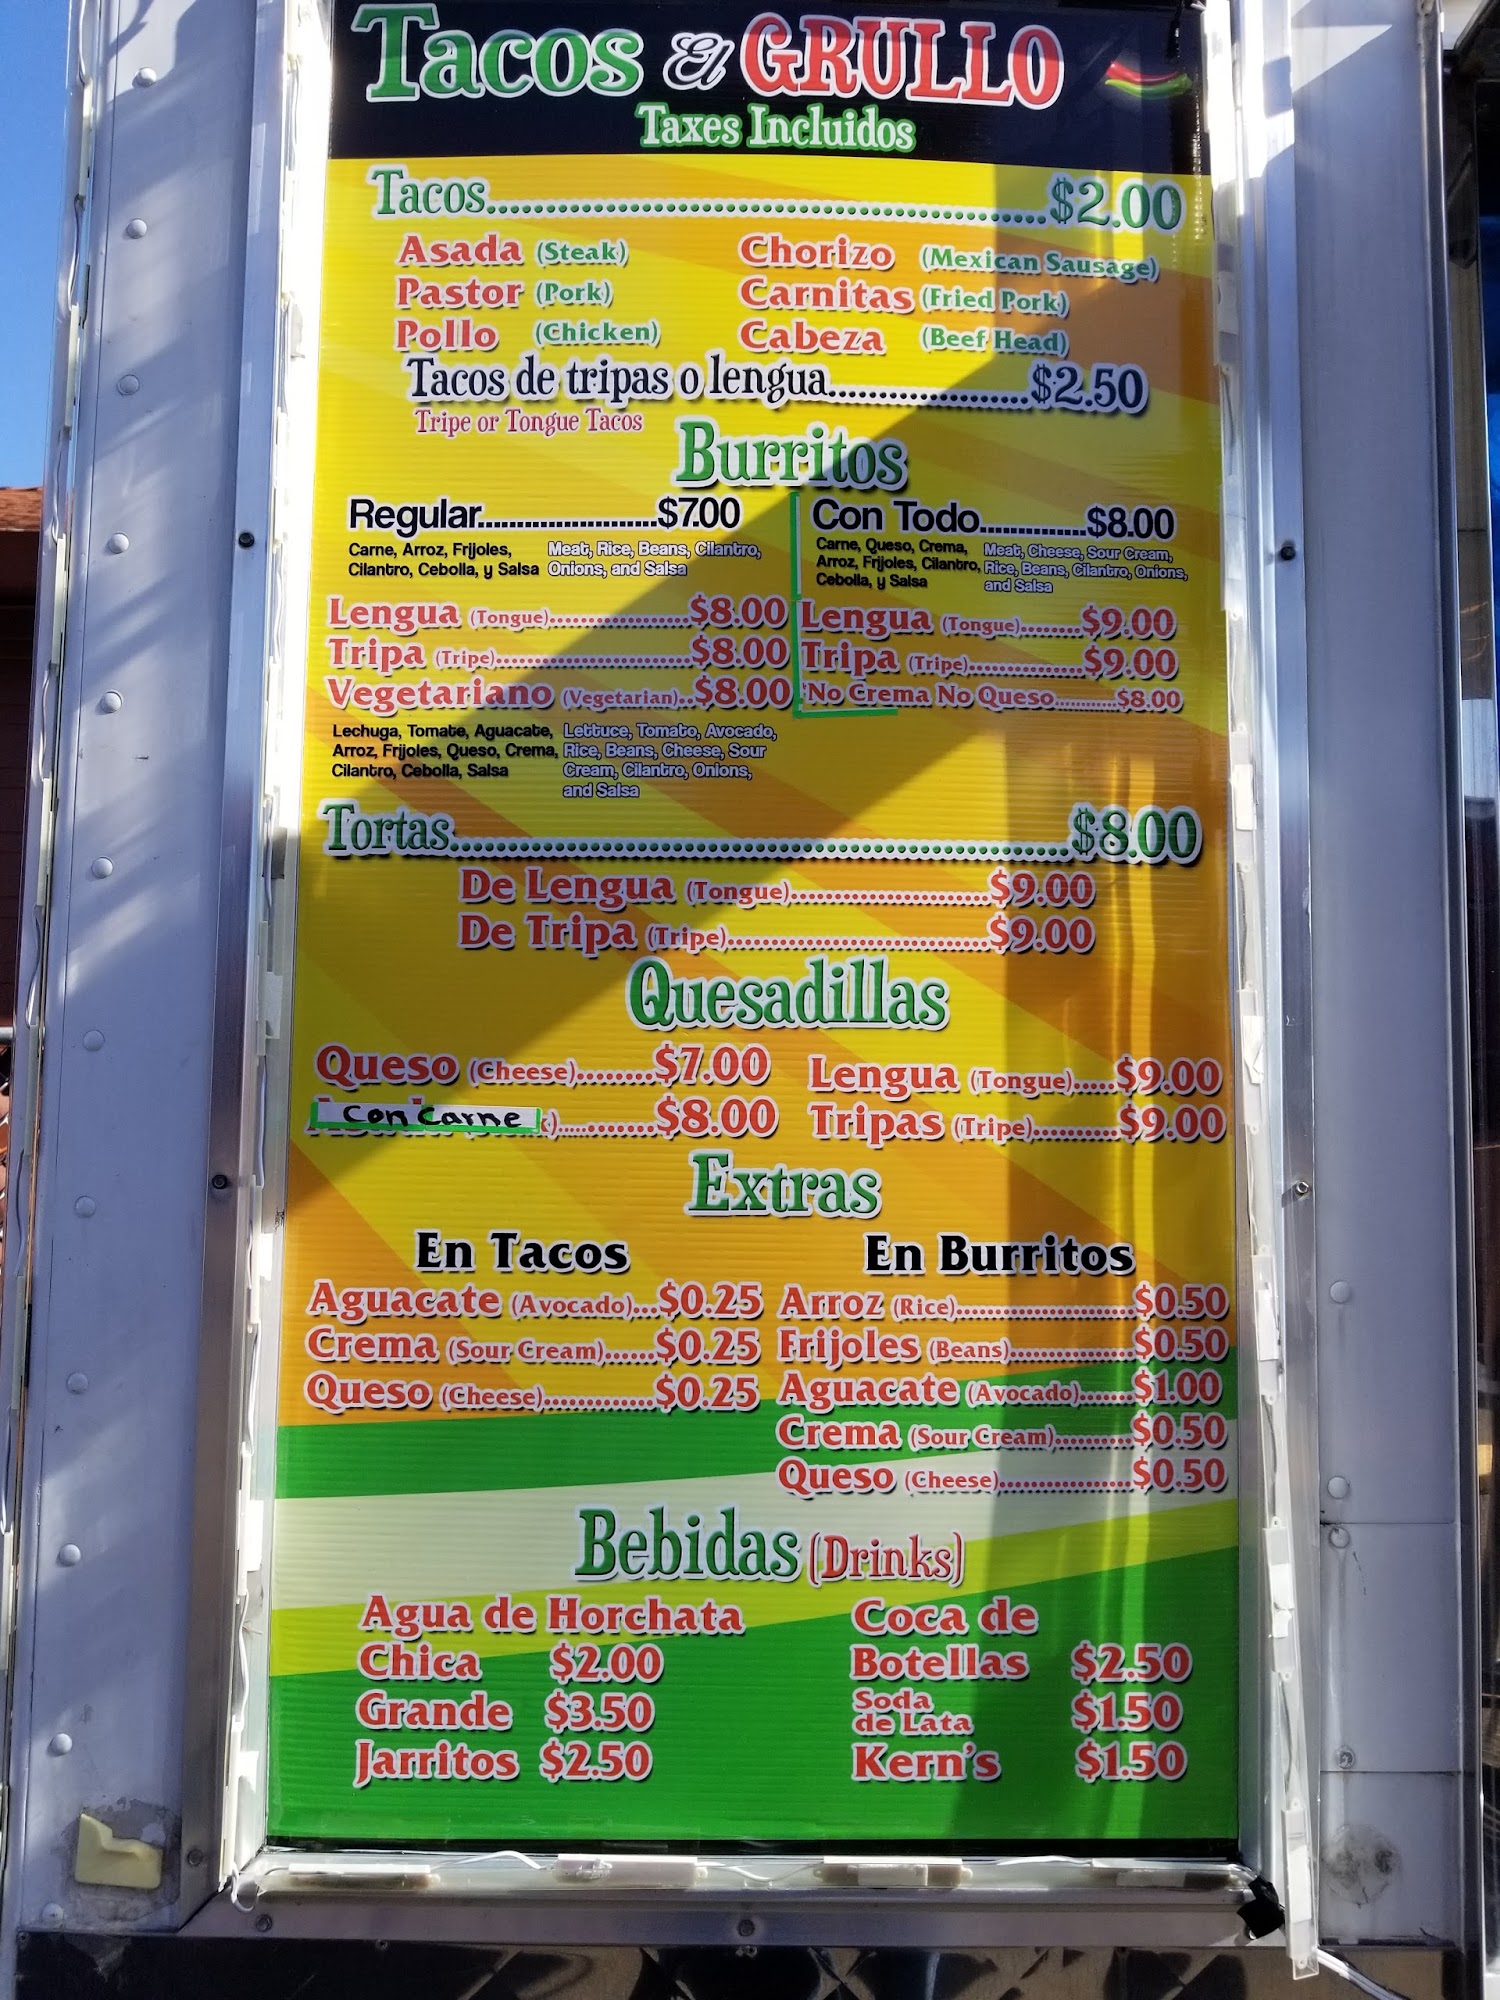 Tacos El GRULLO
Taxes Incluidos
Tacos $2.00
Asada (Steak)
Pastor (Pork)
Pollo (Chicken)
Chorizo (Mexican Sausage)
Carnitas (Fried Pork)
Cabeza (Beef Head)
Tacos de tripas o lengua $2.50
Tripe or Tongue Tacos
Burritos
Regular $7.00
Carne, Arroz, Frijoles,
Cilantro, Cebolla, y Salsa
Meat, Rice, Beans, Cilantro,
Onions, and Salsa
Lengua (Tongue) $8.00
Tripa (Tripe) $8.00
Vegetariano (Vegetarian) $8.00
Lechuga, Tomate, Aguacate,
Arroz, Frijoles, Queso, Crema,
Cilantro, Cebolla, Salsa
Lettuce, Tomato, Avocado,
Rice, Beans, Cheese, Sour
Cream, Cilantro, Onions,
and Salsa
Con Todo $8.00
Carne, Queso, Crema,
Arroz, Frijoles, Cilantro,
Cebolla, y Salsa
Meat, Cheese, Sour Cream,
Rice, Beans, Cilantro, Onions,
and Salsa
Lengua (Tongue) $9.00
Tripa (Tripe) $9.00
*No Crema No Queso $8.00
Tortas $8.00
De Lengua (Tongue) $9.00
De Tripa (Tripe) $9.00
Quesadillas
Queso (Cheese) $7.00
Con Carne $8.00
Lengua (Tongue) $9.00
Tripas (Tripe) $9.00
Extras
En Tacos
Aguacate (Avocado) $0.25
Crema (Sour Cream) $0.25
Queso (Cheese) $0.25
En Burritos
Arroz (Rice) $0.50
Frijoles (Beans) $0.50
Aguacate (Avocado) $1.00
Crema (Sour Cream) $0.50
Queso (Cheese) $0.50
Bebidas (Drinks)
Agua de Horchata
Chica $2.00
Grande $3.50
Jarritos $2.50
Coca de
Botellas $2.50
Soda
de Lata $1.50
Kern's $1.50